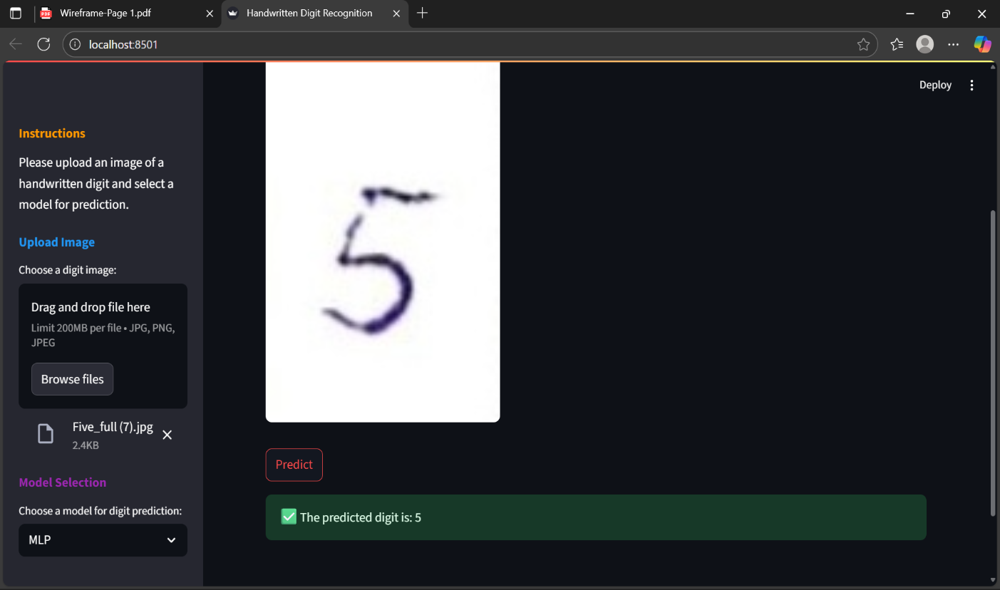 Wireframe-Page 1.pdf
Handwritten Digit Recognition
localhost:8501
Deploy
Instructions
Please upload an image of a
handwritten digit and select a
model for prediction.
Upload Image
Choose a digit image:
Drag and drop file here
Limit 200MB per file • JPG, PNG,
JPEG
Browse files
Five_full (7).jpg
2.4KB
Model Selection
Choose a model for digit prediction:
MLP
5
Predict
✅ The predicted digit is: 5